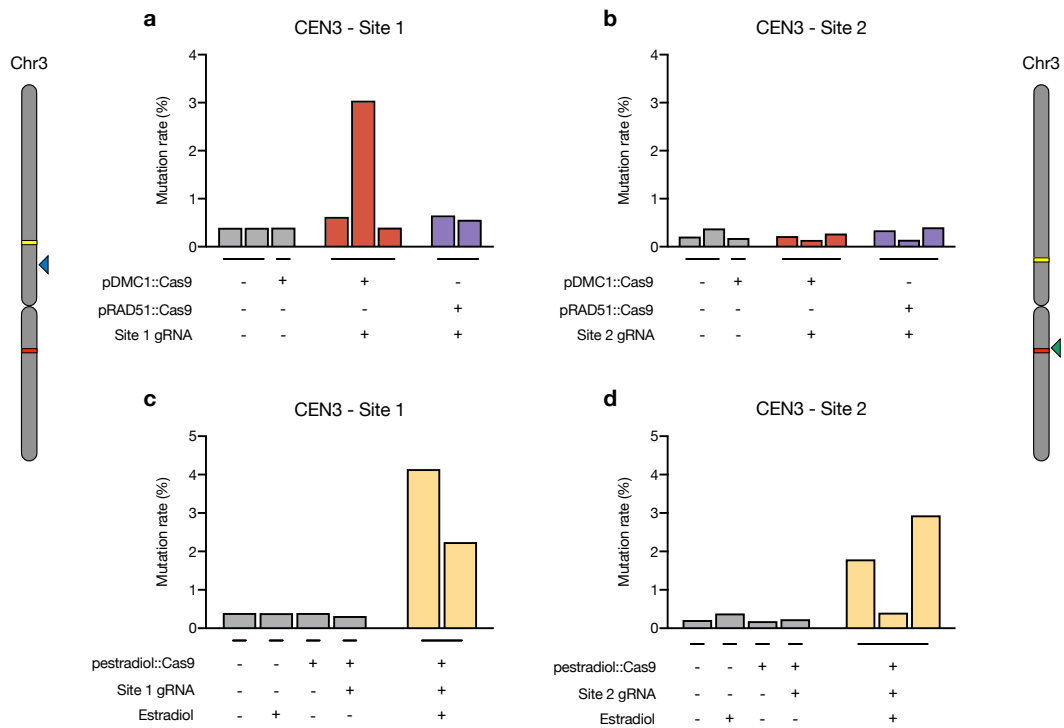 a
CEN3 - Site 1
Chr3
Mutation rate (%)
4
3
2
1
0
pDMC1::Cas9 - + + -
pRAD51::Cas9 - - - +
Site 1 gRNA - - + +
b
CEN3 - Site 2
Chr3
Mutation rate (%)
4
3
2
1
0
pDMC1::Cas9 - + + -
pRAD51::Cas9 - - - +
Site 2 gRNA - - + +
c
CEN3 - Site 1
Mutation rate (%)
5
4
3
2
1
0
pestradiol::Cas9 - - + + +
Site 1 gRNA - - - + +
Estradiol - + - - +
d
CEN3 - Site 2
Mutation rate (%)
5
4
3
2
1
0
pestradiol::Cas9 - - + + +
Site 2 gRNA - - - + +
Estradiol - + - - +